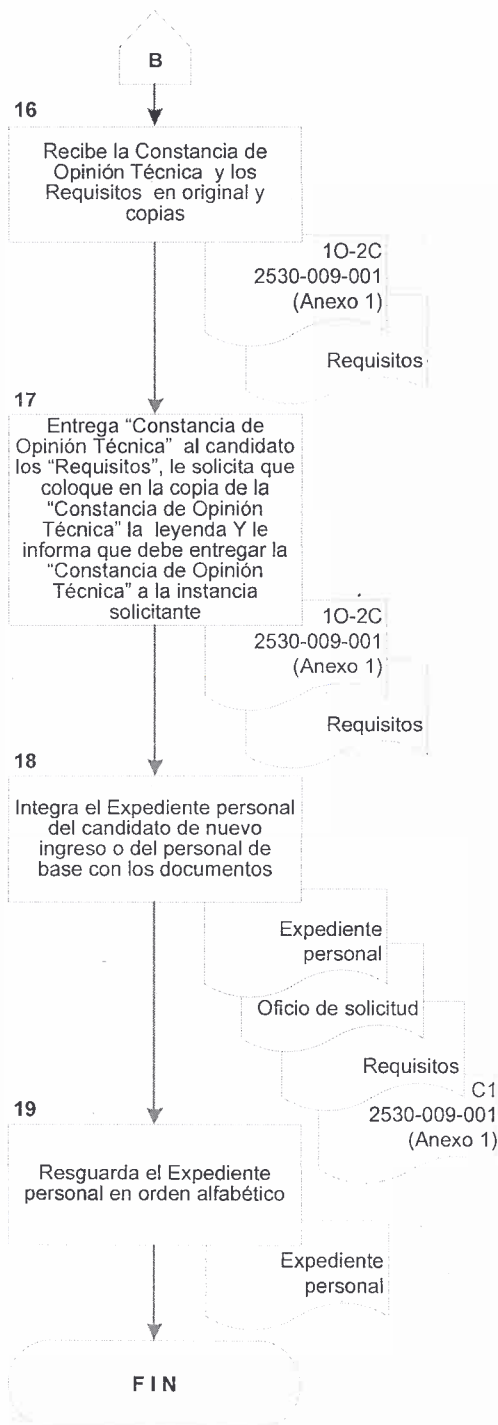 B
16
Recibe la Constancia de
Opinión Técnica y los
Requisitos en original y
copias
1O-2C
2530-009-001
(Anexo 1)
Requisitos
17
Entrega “Constancia de
Opinión Técnica” al candidato
los “Requisitos”, le solicita que
coloque en la copia de la
“Constancia de Opinión
Técnica” la leyenda Y le
informa que debe entregar la
“Constancia de Opinión
Técnica” a la instancia
solicitante
1O-2C
2530-009-001
(Anexo 1)
Requisitos
18
Integra el Expediente personal
del candidato de nuevo
ingreso o del personal de
base con los documentos
Expediente
personal
Oficio de solicitud
Requisitos
C1
2530-009-001
(Anexo 1)
19
Resguarda el Expediente
personal en orden alfabético
Expediente
personal
F I N